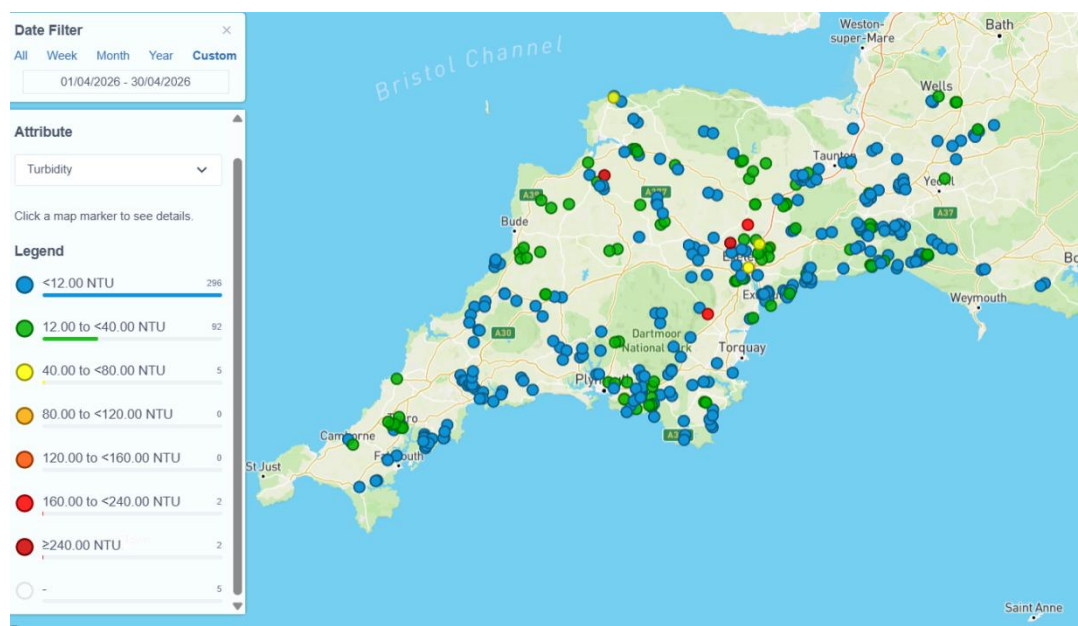 Date Filter ×
All Week Month Year Custom
01/04/2026 - 30/04/2026
Attribute
Turbidity
Click a map marker to see details.
Legend
<12.00 NTU 296
12.00 to <40.00 NTU 92
40.00 to <80.00 NTU 5
80.00 to <120.00 NTU 0
120.00 to <160.00 NTU 0
160.00 to <240.00 NTU 2
≥240.00 NTU 2
- 5
Bristol Channel
Weston-
super-Mare
Bath
Wells
Taunton
Yeovil
A39
A377
A37
Bude
Weymouth
A30
Dartmoor
National Park
Torquay
Plymouth
Truro
Camborne
Falmouth
St Just
Saint Anne